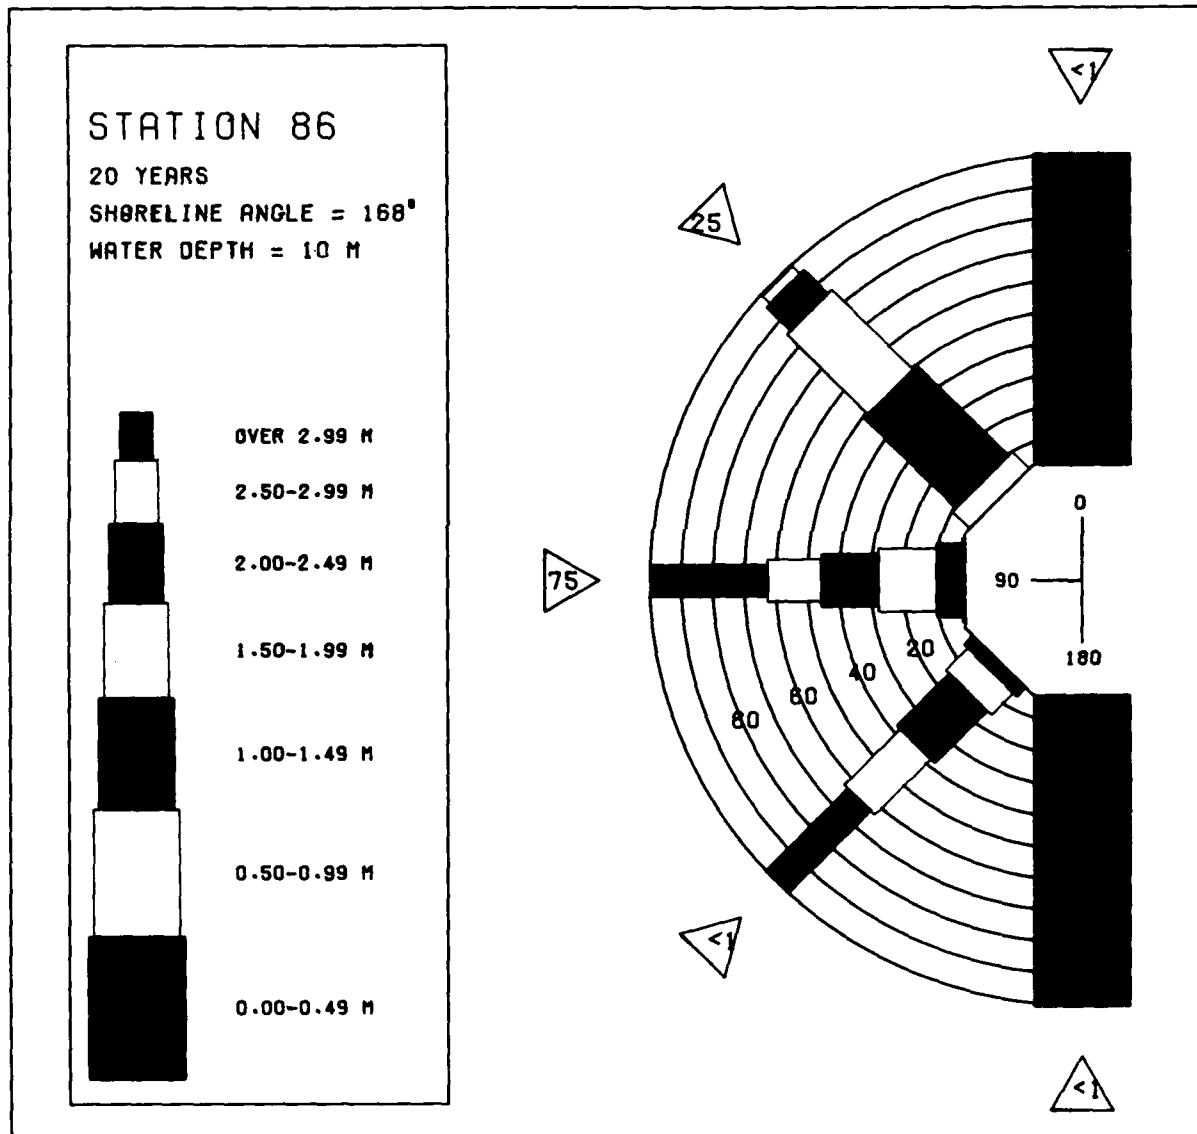 STATION 86
20 YEARS
SHORELINE ANGLE = 168°
WATER DEPTH = 10 M
OVER 2.99 M
2.50-2.99 M
2.00-2.49 M
1.50-1.99 M
1.00-1.49 M
0.50-0.99 M
0.00-0.49 M
<1
25
75
0
90
180
20
40
60
80
<1
<1